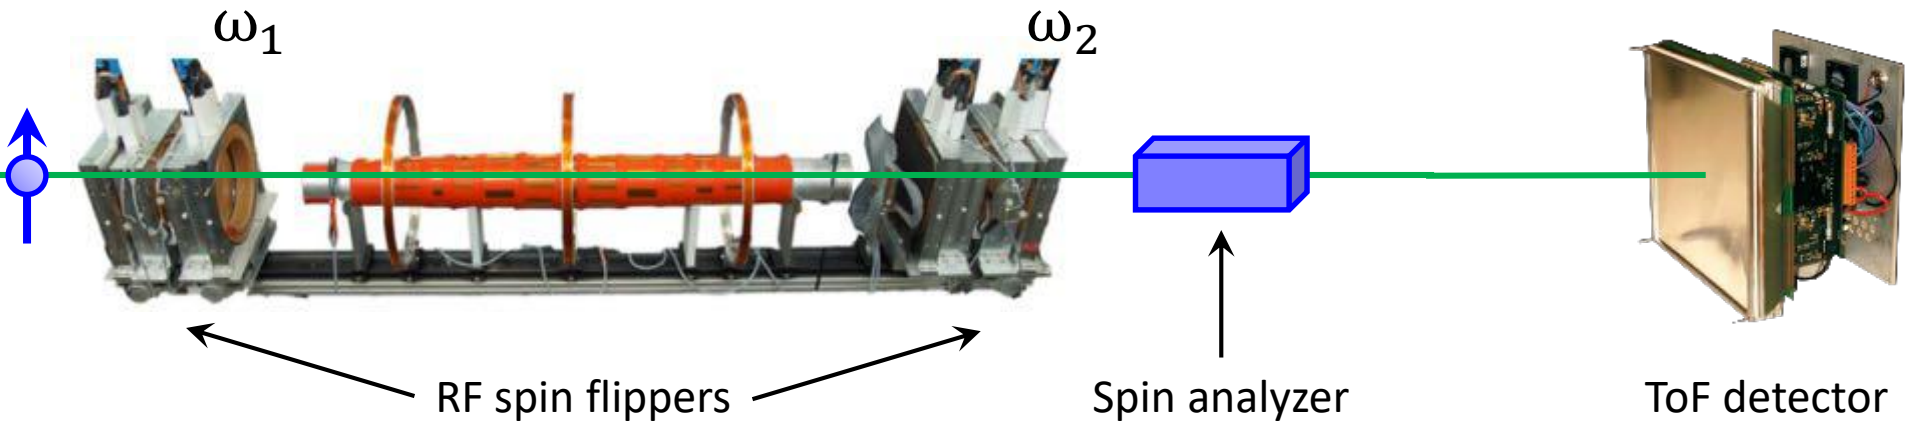 ω₁ ω₂
RF spin flippers Spin analyzer ToF detector